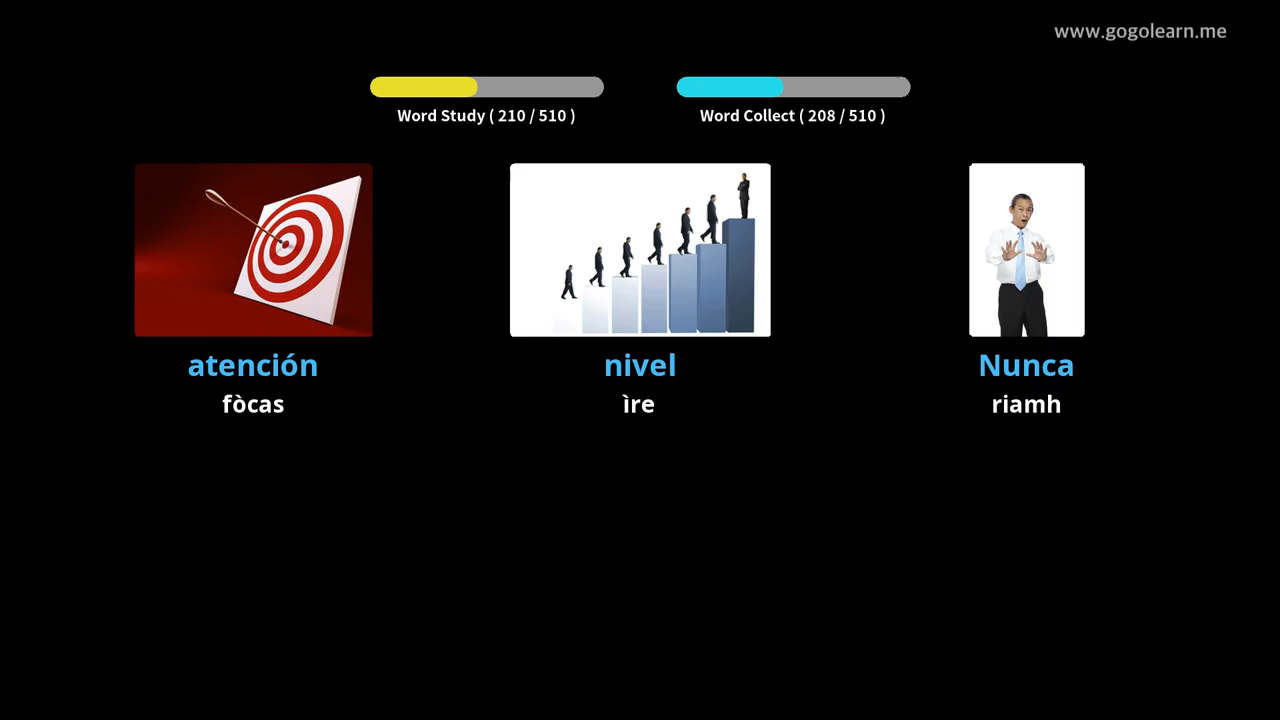 www.gogolearn.me
Word Study ( 210 / 510 )
Word Collect ( 208 / 510 )
atención
fòcas
nivel
ìre
Nunca
riamh